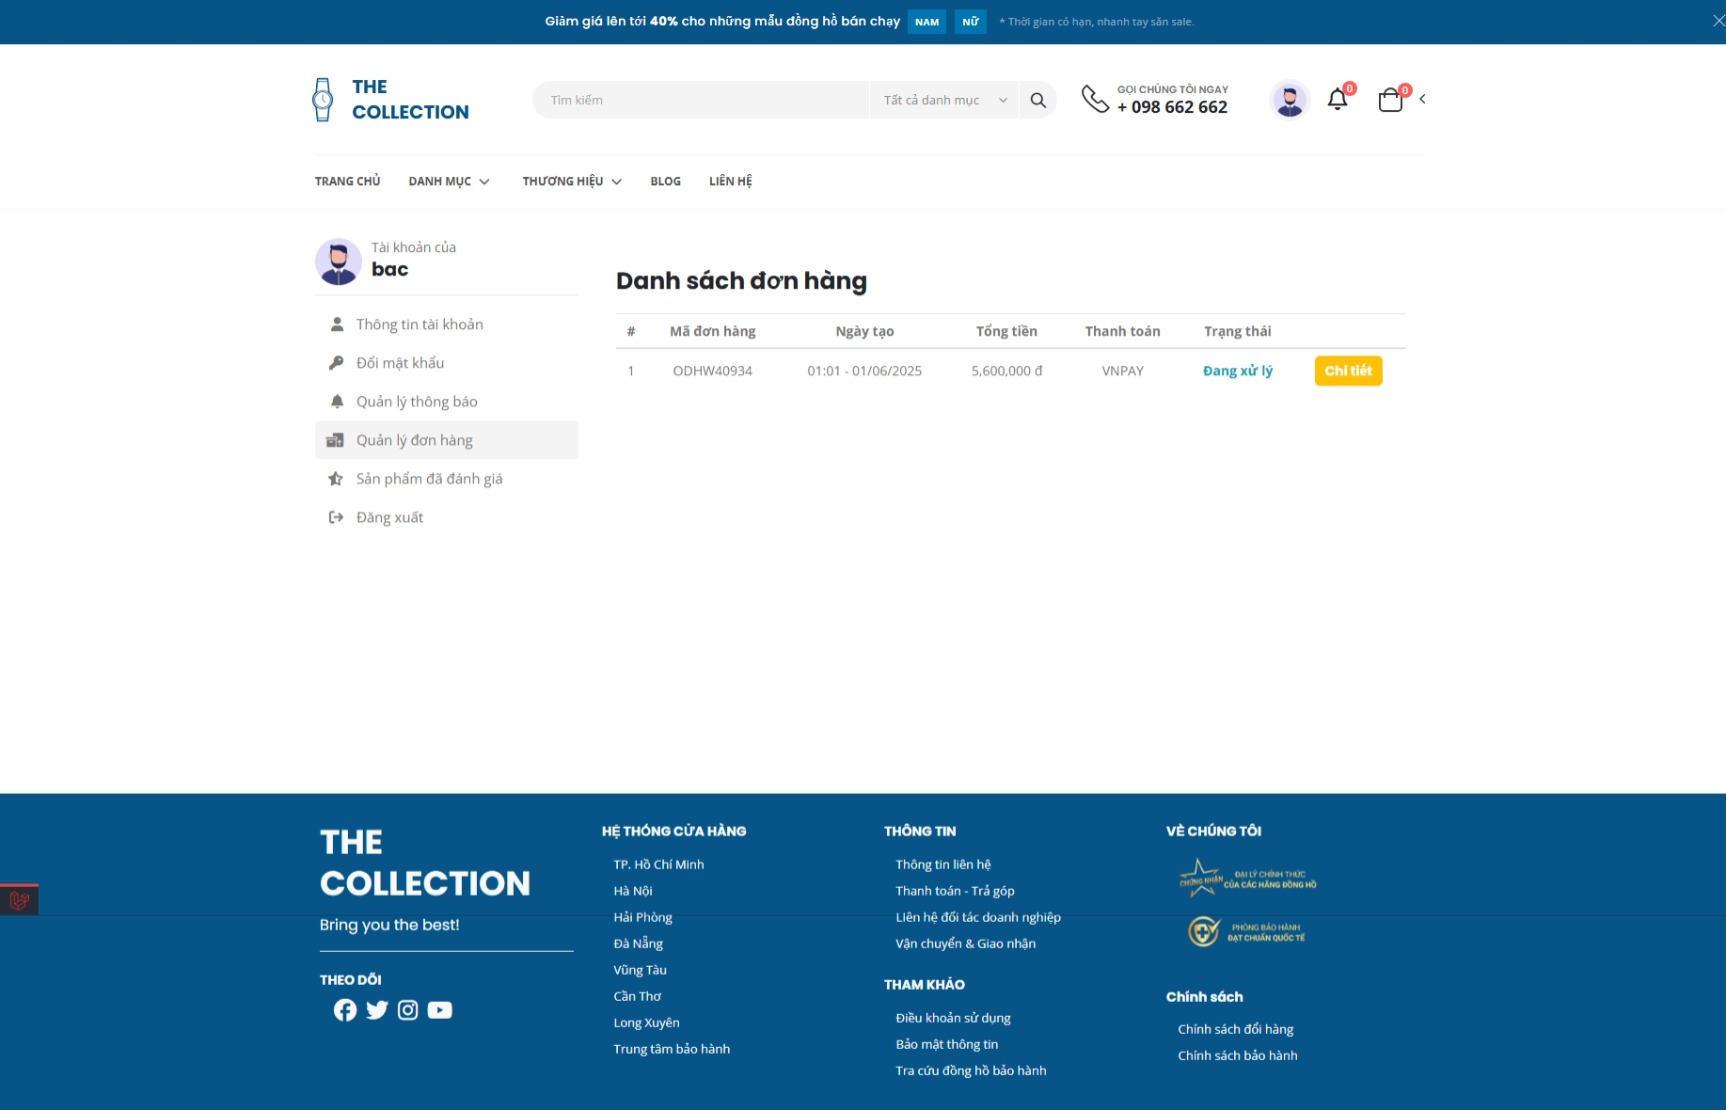 Giảm giá lên tới 40% cho những mẫu đồng hồ bán chạy NAM NỮ * Thời gian có hạn, nhanh tay săn sale.
THE COLLECTION
Tìm kiếm
Tất cả danh mục
GỌI CHÚNG TÔI NGAY
+ 098 662 662
0
0
TRANG CHỦ DANH MỤC THƯƠNG HIỆU BLOG LIÊN HỆ
Tài khoản của
bac
Thông tin tài khoản
Đổi mật khẩu
Quản lý thông báo
Quản lý đơn hàng
Sản phẩm đã đánh giá
Đăng xuất
Danh sách đơn hàng
# Mã đơn hàng Ngày tạo Tổng tiền Thanh toán Trạng thái
1 ODHW40934 01:01 - 01/06/2025 5,600,000 đ VNPAY Đang xử lý Chi tiết
THE
COLLECTION
Bring you the best!
THEO DÕI
HỆ THỐNG CỬA HÀNG
TP. Hồ Chí Minh
Hà Nội
Hải Phòng
Đà Nẵng
Vũng Tàu
Cần Thơ
Long Xuyên
Trung tâm bảo hành
THÔNG TIN
Thông tin liên hệ
Thanh toán - Trả góp
Liên hệ đối tác doanh nghiệp
Vận chuyển & Giao nhận
THAM KHẢO
Điều khoản sử dụng
Bảo mật thông tin
Tra cứu đồng hồ bảo hành
VỀ CHÚNG TÔI
CHỨNG NHẬN
ĐẠI LÝ CHÍNH THỨC
CỦA CÁC HÃNG ĐỒNG HỒ
PHÒNG BẢO HÀNH
ĐẠT CHUẨN QUỐC TẾ
Chính sách
Chính sách đổi hàng
Chính sách bảo hành